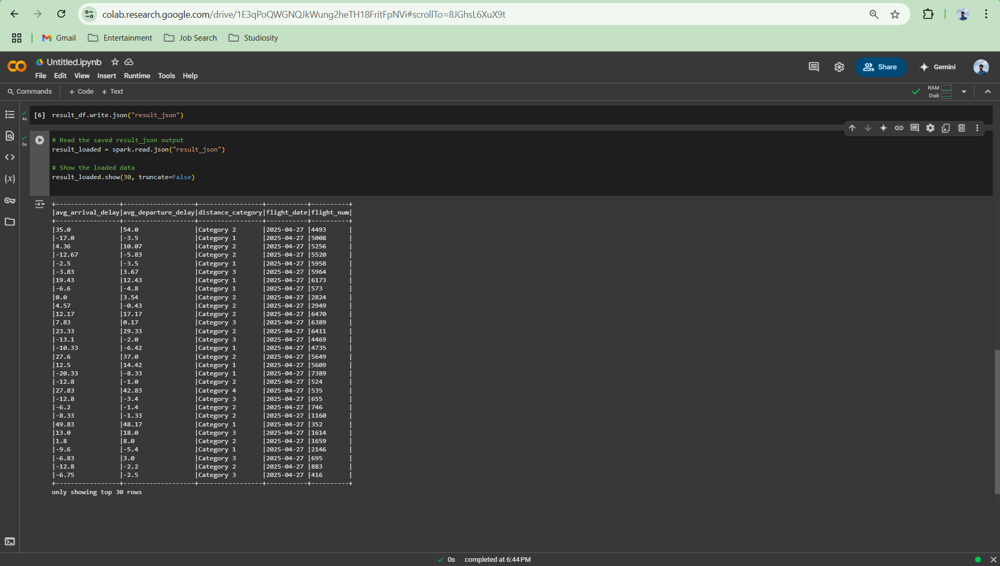 colab.research.google.com/drive/1E3qPoQWGNQJkWung2heTH18FritFpNVi#scrollTo=8JGhsL6XuX9t
Gmail Entertainment Job Search Studiosity
Untitled.ipynb
File Edit View Insert Runtime Tools Help
Share Gemini
Commands + Code + Text
RAM
Disk
4s
[6] result_df.write.json("result_json")
0s
# Read the saved result_json output
result_loaded = spark.read.json("result_json")
# Show the loaded data
result_loaded.show(30, truncate=False)
+-----------------+-------------------+-----------------+-----------+----------+
|avg_arrival_delay|avg_departure_delay|distance_category|flight_date|flight_num|
+-----------------+-------------------+-----------------+-----------+----------+
|35.0             |54.0               |Category 2       |2025-04-27 |4493      |
|-17.0            |-3.5               |Category 1       |2025-04-27 |5008      |
|4.36             |10.07              |Category 2       |2025-04-27 |5256      |
|-12.67           |-5.83              |Category 2       |2025-04-27 |5520      |
|-2.5             |-3.5               |Category 1       |2025-04-27 |5958      |
|-3.83            |3.67               |Category 3       |2025-04-27 |5964      |
|19.43            |12.43              |Category 1       |2025-04-27 |6173      |
|-6.6             |-4.8               |Category 1       |2025-04-27 |573       |
|0.0              |3.54               |Category 2       |2025-04-27 |2824      |
|4.57             |-0.43              |Category 2       |2025-04-27 |2949      |
|12.17            |17.17              |Category 2       |2025-04-27 |6470      |
|7.83             |0.17               |Category 3       |2025-04-27 |6389      |
|23.33            |29.33              |Category 2       |2025-04-27 |6411      |
|-13.1            |-2.0               |Category 3       |2025-04-27 |4469      |
|-10.33           |-6.42              |Category 1       |2025-04-27 |4735      |
|27.6             |37.0               |Category 2       |2025-04-27 |5649      |
|12.5             |14.42              |Category 1       |2025-04-27 |5609      |
|-20.33           |-8.33              |Category 1       |2025-04-27 |7389      |
|-12.8            |-1.0               |Category 2       |2025-04-27 |524       |
|27.83            |42.83              |Category 4       |2025-04-27 |535       |
|-12.8            |-3.4               |Category 3       |2025-04-27 |655       |
|-6.2             |-1.4               |Category 2       |2025-04-27 |746       |
|-8.33            |-1.33              |Category 2       |2025-04-27 |1160      |
|49.83            |48.17              |Category 1       |2025-04-27 |352       |
|13.0             |18.0               |Category 3       |2025-04-27 |1614      |
|1.8              |8.0                |Category 2       |2025-04-27 |1659      |
|-9.6             |-5.4               |Category 1       |2025-04-27 |2146      |
|-6.83            |3.0                |Category 3       |2025-04-27 |695       |
|-12.8            |-2.2               |Category 2       |2025-04-27 |883       |
|-6.75            |-2.5               |Category 3       |2025-04-27 |416       |
+-----------------+-------------------+-----------------+-----------+----------+
only showing top 30 rows
0s completed at 6:44 PM